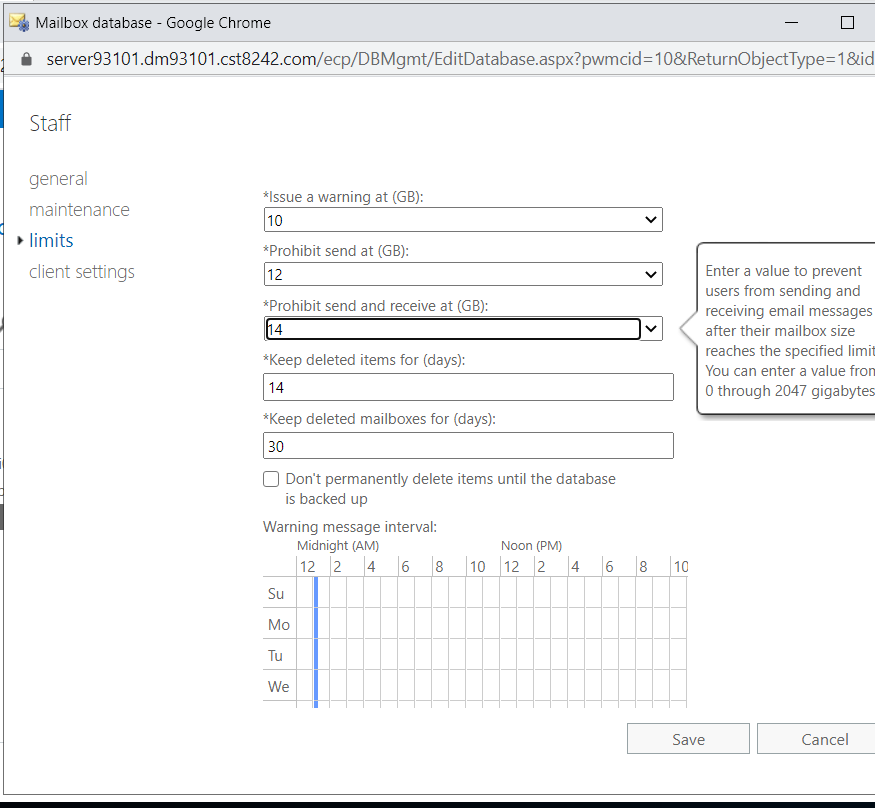 Mailbox database - Google Chrome
server93101.dm93101.cst8242.com/ecp/DBMgmt/EditDatabase.aspx?pwmcid=10&ReturnObjectType=1&id
Staff
general
maintenance
limits
client settings
*Issue a warning at (GB):
10
*Prohibit send at (GB):
12
*Prohibit send and receive at (GB):
14
Enter a value to prevent
users from sending and
receiving email messages
after their mailbox size
reaches the specified limit
You can enter a value from
0 through 2047 gigabytes
*Keep deleted items for (days):
14
*Keep deleted mailboxes for (days):
30
Don't permanently delete items until the database
is backed up
Warning message interval:
Midnight (AM) Noon (PM)
12 2 4 6 8 10 12 2 4 6 8 10
Su
Mo
Tu
We
Save Cancel